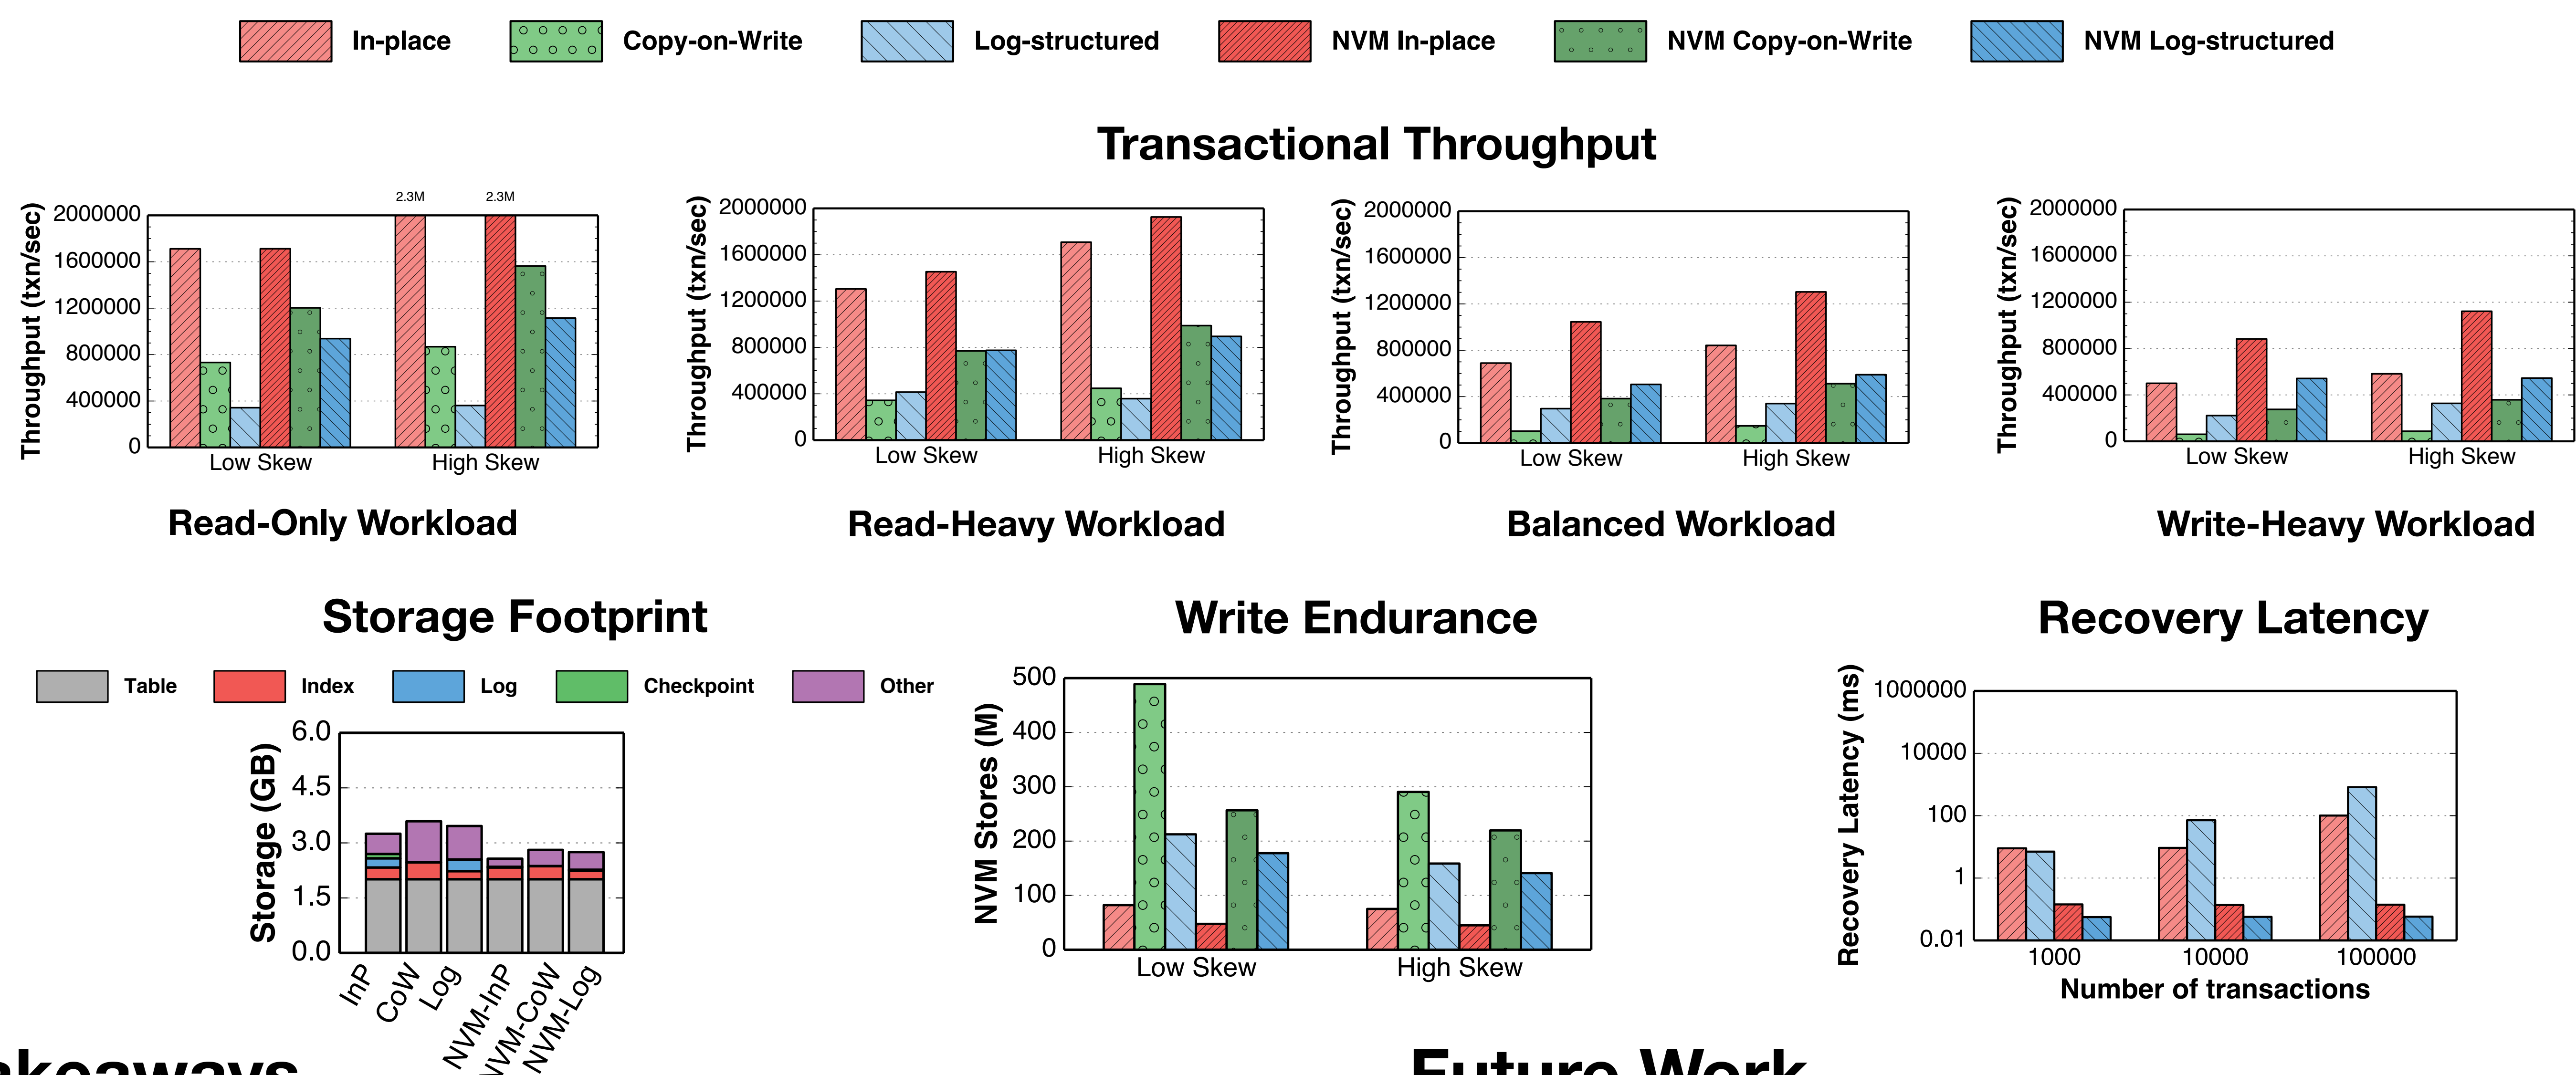 In-place Copy-on-Write Log-structured NVM In-place NVM Copy-on-Write NVM Log-structured
Transactional Throughput
Throughput (txn/sec)
2000000
1600000
1200000
800000
400000
0
2.3M 2.3M
Low Skew High Skew
Read-Only Workload
Throughput (txn/sec)
2000000
1600000
1200000
800000
400000
0
Low Skew High Skew
Read-Heavy Workload
Throughput (txn/sec)
2000000
1600000
1200000
800000
400000
0
Low Skew High Skew
Balanced Workload
Throughput (txn/sec)
2000000
1600000
1200000
800000
400000
0
Low Skew High Skew
Write-Heavy Workload
Storage Footprint
Table Index Log Checkpoint Other
Storage (GB)
6.0
4.5
3.0
1.5
0.0
InP
CoW
Log
NVM-InP
NVM-CoW
NVM-Log
Write Endurance
NVM Stores (M)
500
400
300
200
100
0
Low Skew High Skew
Recovery Latency
Recovery Latency (ms)
1000000
10000
100
1
0.01
1000 10000 100000
Number of transactions
akeaways
Future Work